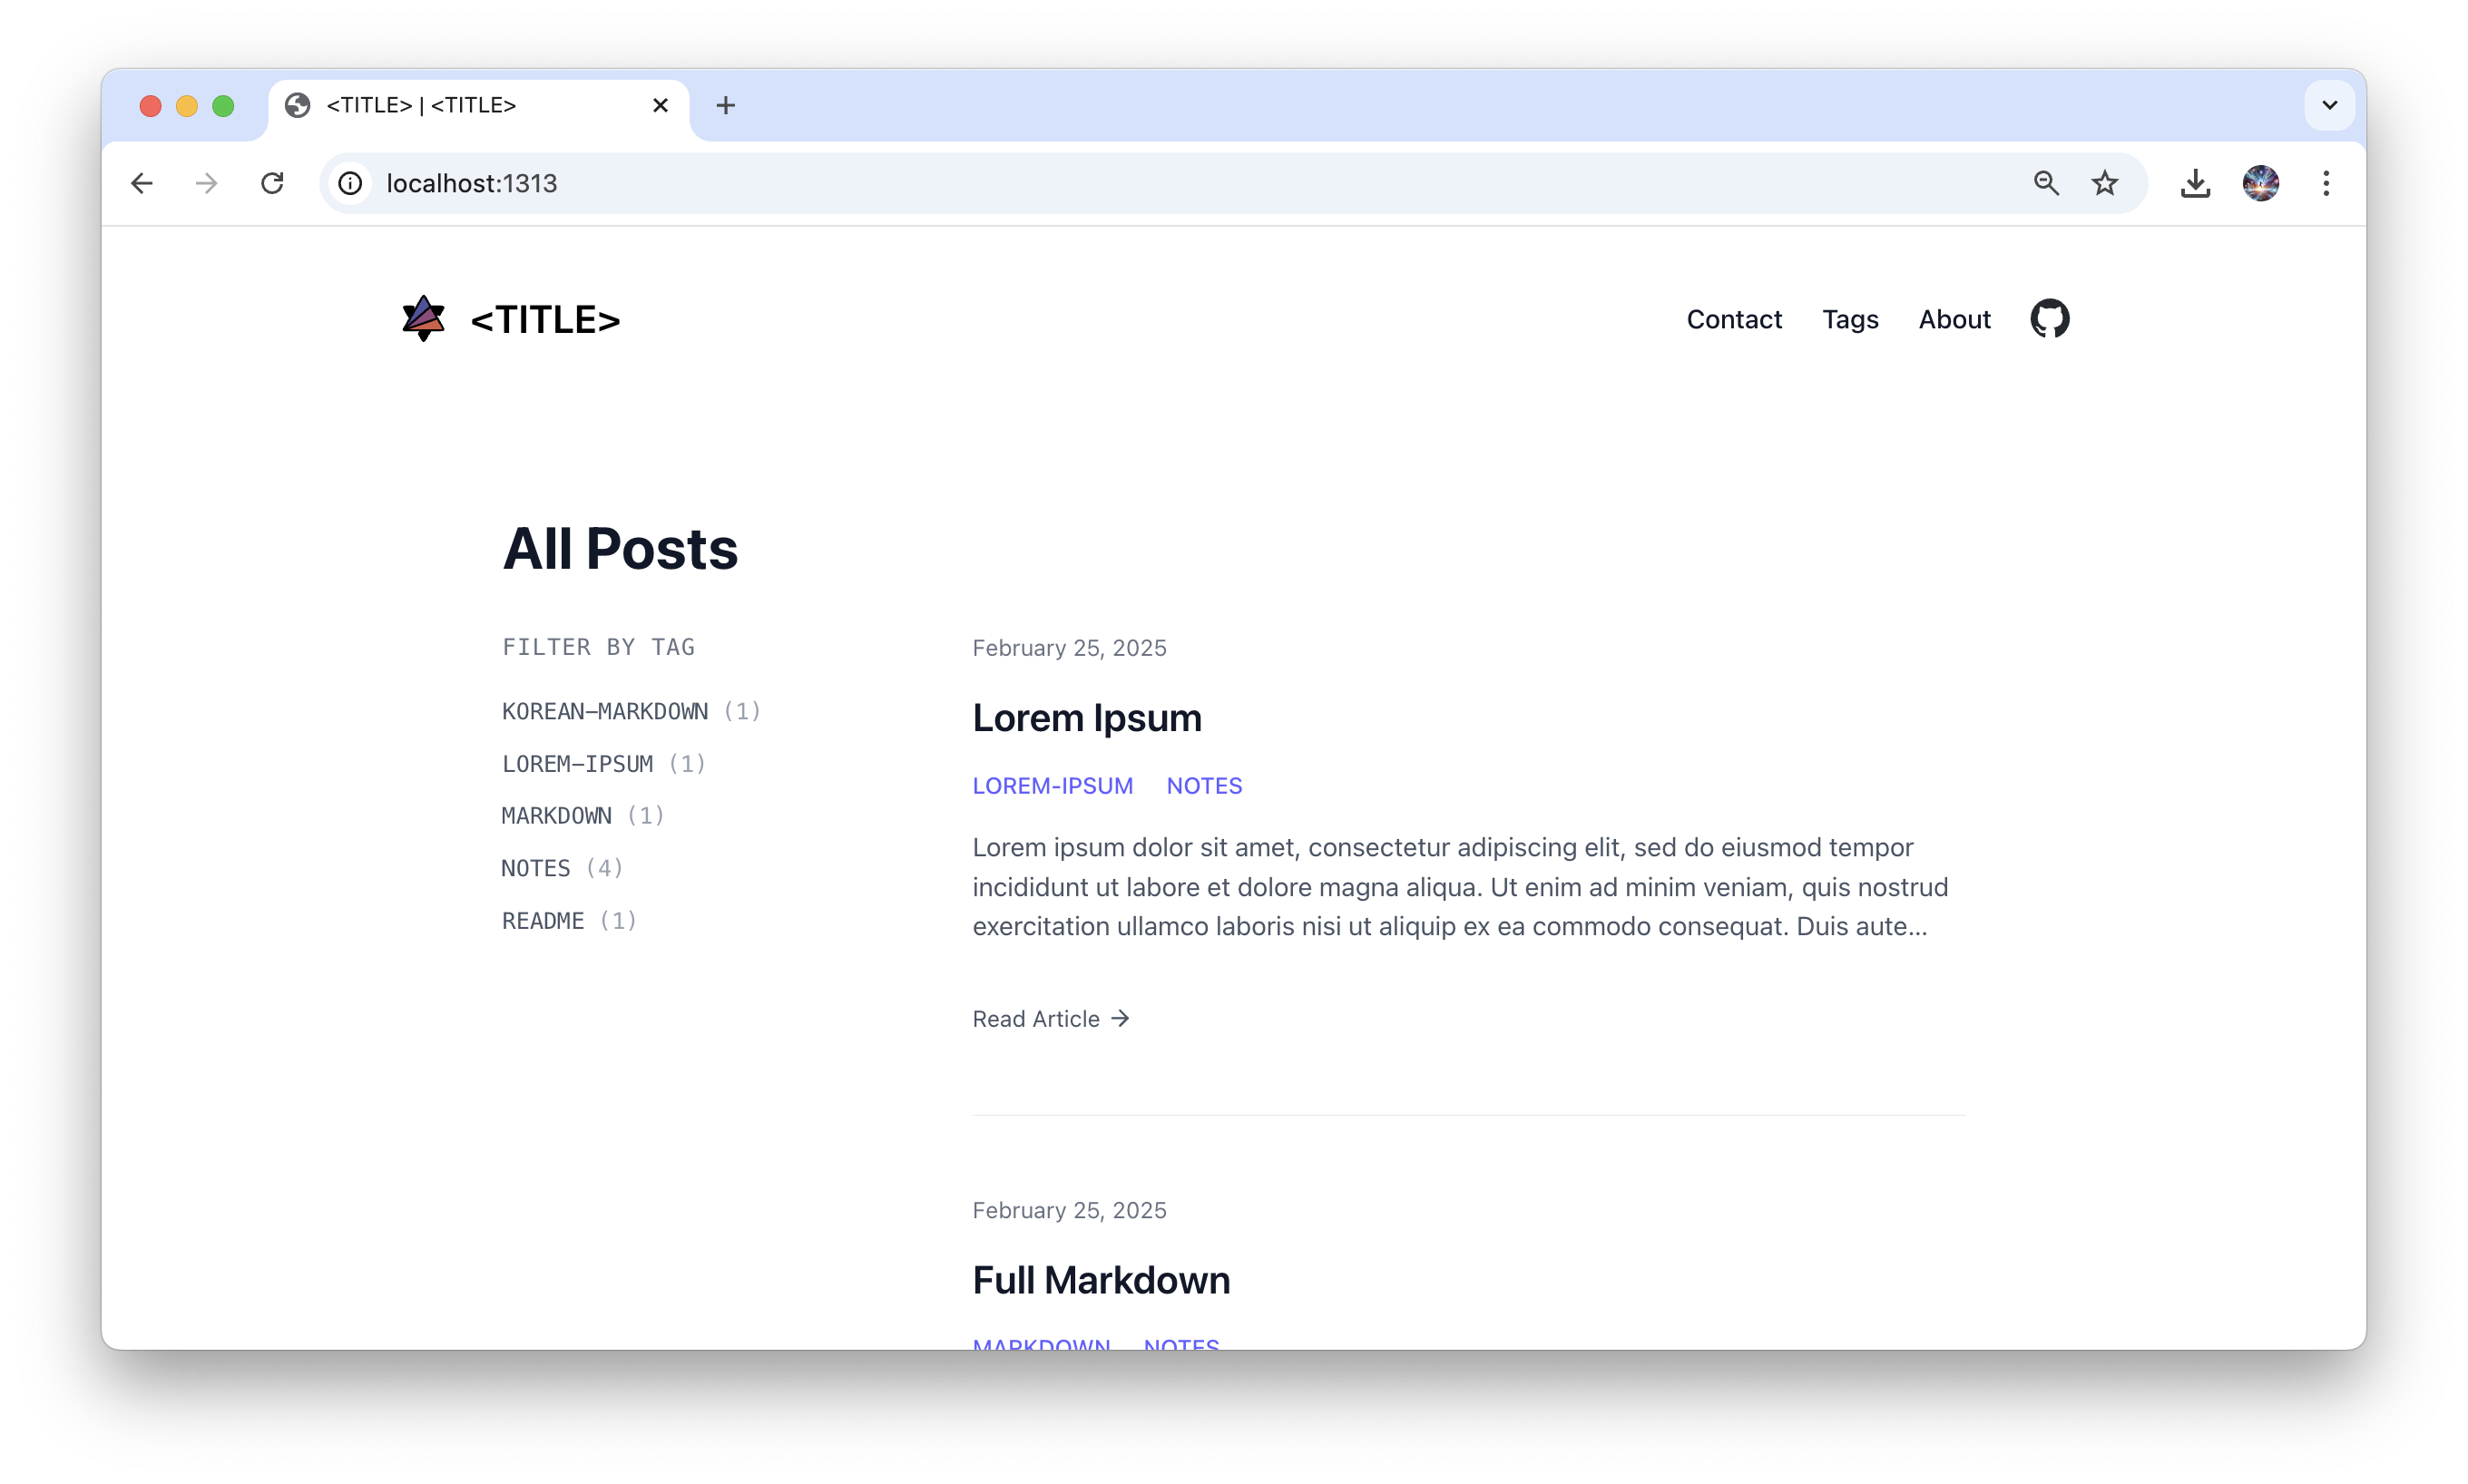 <TITLE> | <TITLE>
localhost:1313
<TITLE>
Contact Tags About
All Posts
FILTER BY TAG
KOREAN-MARKDOWN (1)
LOREM-IPSUM (1)
MARKDOWN (1)
NOTES (4)
README (1)
February 25, 2025
Lorem Ipsum
LOREM-IPSUM NOTES
Lorem ipsum dolor sit amet, consectetur adipiscing elit, sed do eiusmod tempor
incididunt ut labore et dolore magna aliqua. Ut enim ad minim veniam, quis nostrud
exercitation ullamco laboris nisi ut aliquip ex ea commodo consequat. Duis aute...
Read Article →
February 25, 2025
Full Markdown
MARKDOWN NOTES